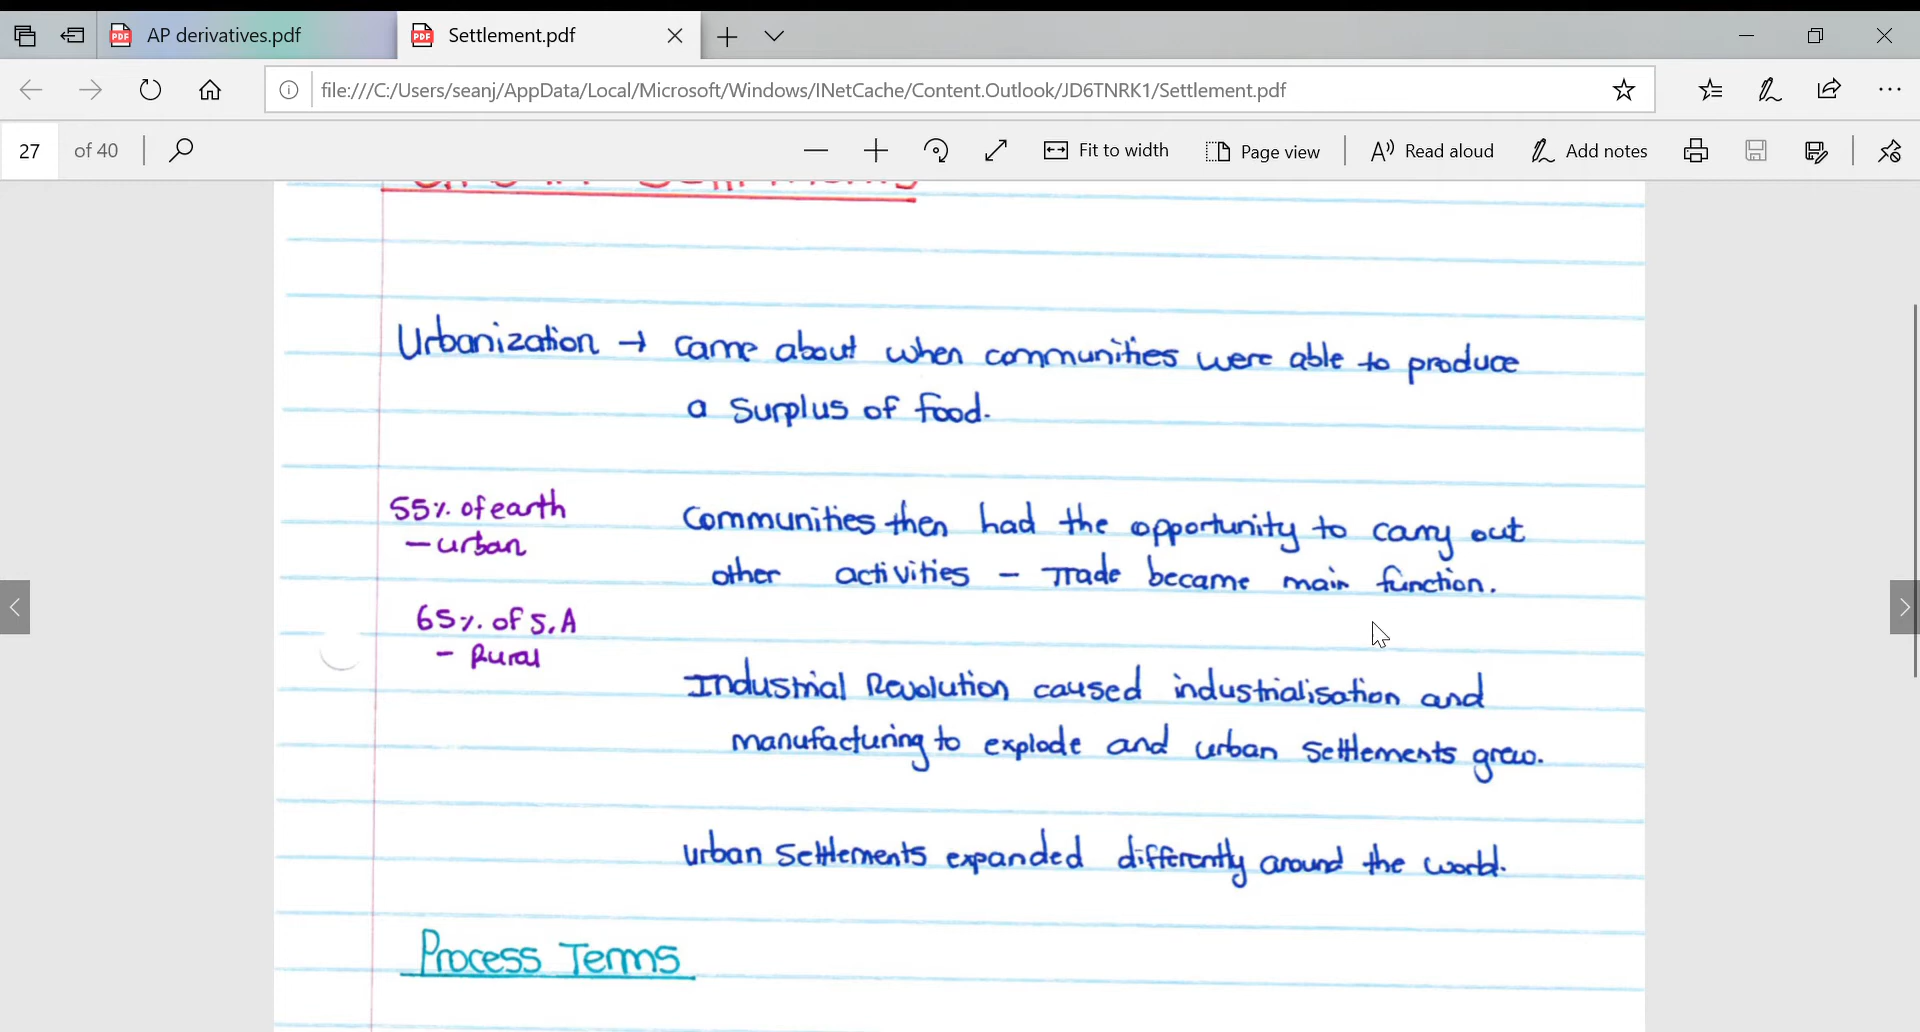 AP derivatives.pdf
Settlement.pdf
file:///C:/Users/seanj/AppData/Local/Microsoft/Windows/INetCache/Content.Outlook/JD6TNRK1/Settlement.pdf
27 of 40
Fit to width
Page view
Read aloud
Add notes
Urbanization → came about when communities were able to produce
a surplus of food.
55% of earth
- urban
Communities then had the opportunity to carry out
other activities - Trade became main function.
65% of S.A
- Rural
Industrial Revolution caused industrialisation and
manufacturing to explode and urban settlements grew.
urban settlements expanded differently around the world.
Process Terms